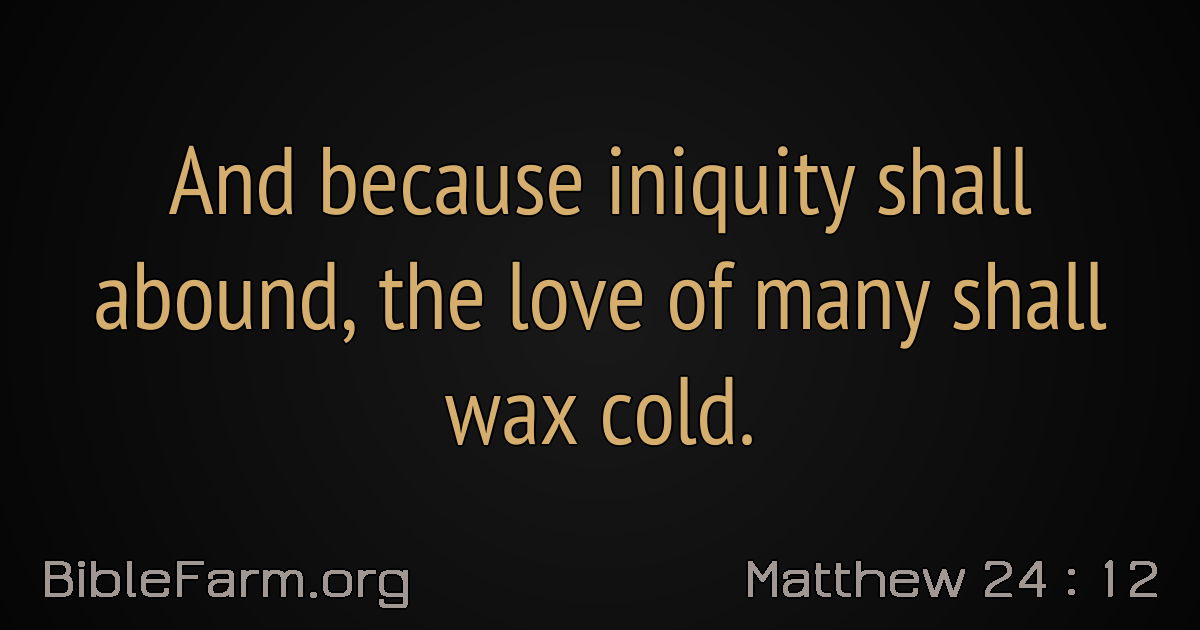 And because iniquity shall
abound, the love of many shall
wax cold.
BibleFarm.org
Matthew 24 : 12